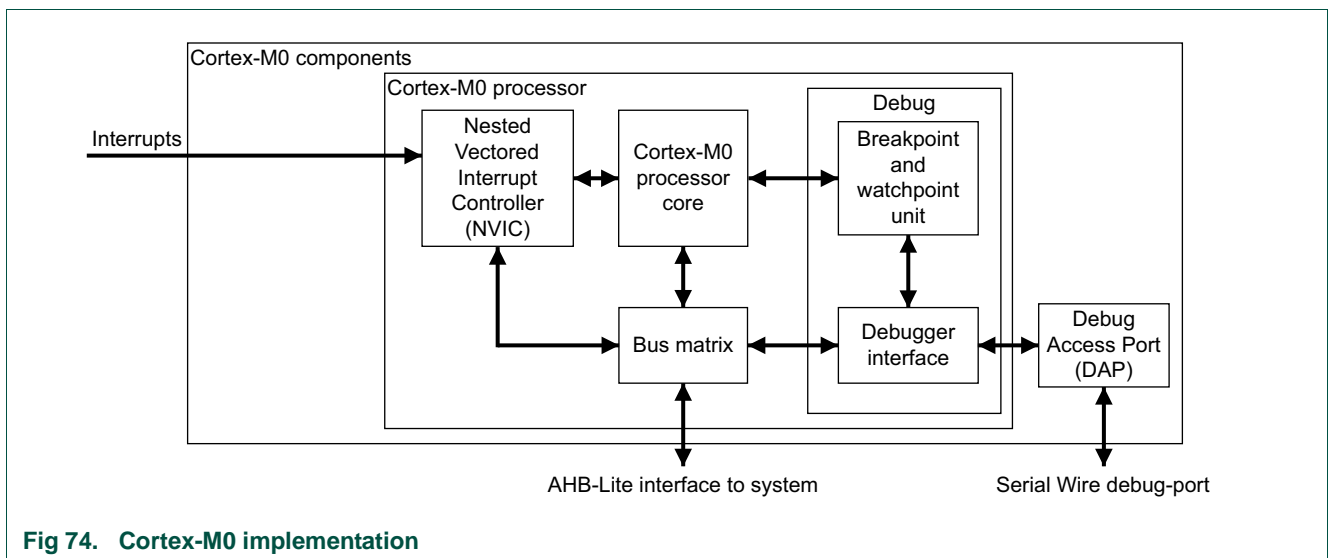 Cortex-M0 components
Cortex-M0 processor
Debug
Interrupts
Nested
Vectored
Interrupt
Controller
(NVIC)
Cortex-M0
processor
core
Breakpoint
and
watchpoint
unit
Bus matrix
Debugger
interface
Debug
Access Port
(DAP)
AHB-Lite interface to system
Serial Wire debug-port
Fig 74. Cortex-M0 implementation